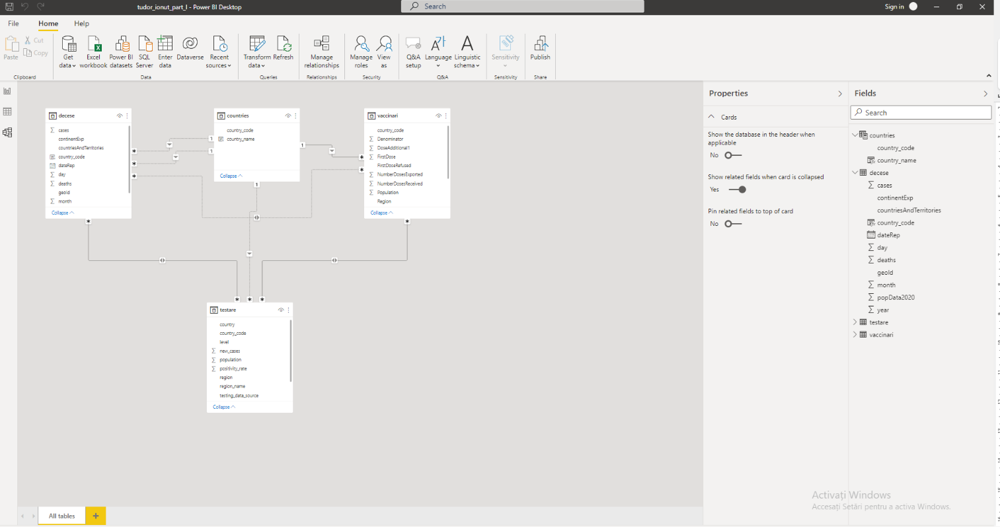 tudor_ionut_part_I - Power BI Desktop
Search
Sign in
File
Home
Help
Paste
Cut
Copy
Get data
Excel workbook
Power BI datasets
SQL Server
Enter data
Dataverse
Recent sources
Transform data
Refresh
Manage relationships
Manage roles
View as
Q&A setup
Language
Linguistic schema
Sensitivity
Publish
Clipboard
Data
Queries
Relationships
Security
Q&A
Sensitivity
Share
decese
cases
continentExp
countriesAndTerritories
country_code
dateRep
day
deaths
geoId
month
Collapse
countries
country_code
country_name
Collapse
vaccinari
country_code
Denominator
DoseAdditional1
FirstDose
FirstDoseRefused
NumberDosesExported
NumberDosesReceived
Population
Region
Collapse
* * *
1 1
1
1
* *
*
*
* * *
testare
country
country_code
level
new_cases
population
positivity_rate
region
region_name
testing_data_source
Collapse
Properties
Cards
Show the database in the header when
applicable
No
Show related fields when card is collapsed
Yes
Pin related fields to top of card
No
Fields
Search
countries
country_code
country_name
decese
cases
continentExp
countriesAndTerritories
country_code
dateRep
day
deaths
geoId
month
popData2020
year
testare
vaccinari
Activați Windows
Accesați Setări pentru a activa Windows.
All tables